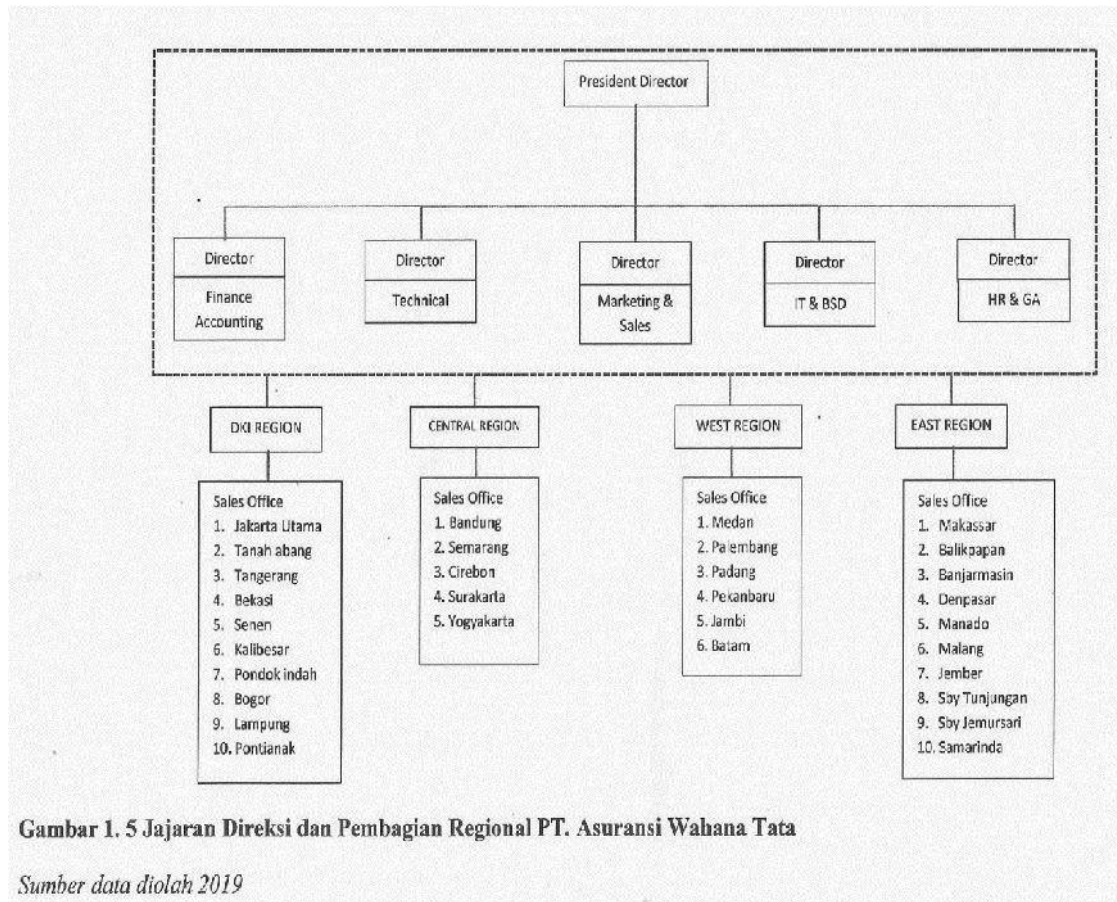 President Director
Director
Finance
Accounting
Director
Technical
Director
Marketing &
Sales
Director
IT & BSD
Director
HR & GA
DKI REGION
Sales Office
1. Jakarta Utama
2. Tanah abang
3. Tangerang
4. Bekasi
5. Senen
6. Kalibesar
7. Pondok indah
8. Bogor
9. Lampung
10. Pontianak
CENTRAL REGION
Sales Office
1. Bandung
2. Semarang
3. Cirebon
4. Surakarta
5. Yogyakarta
WEST REGION
Sales Office
1. Medan
2. Palembang
3. Padang
4. Pekanbaru
5. Jambi
6. Batam
EAST REGION
Sales Office
1. Makassar
2. Balikpapan
3. Banjarmasin
4. Denpasar
5. Manado
6. Malang
7. Jember
8. Sby Tunjungan
9. Sby Jemursari
10. Samarinda
Gambar 1. 5 Jajaran Direksi dan Pembagian Regional PT. Asuransi Wahana Tata
Sumber data diolah 2019